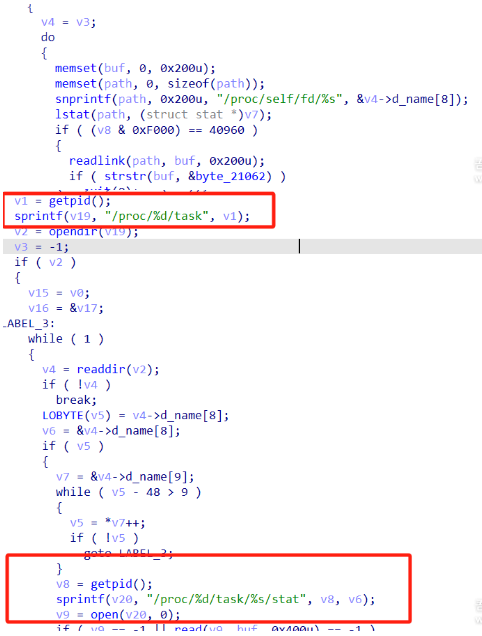 {
v4 = v3;
do
{
memset(buf, 0, 0x200u);
memset(path, 0, sizeof(path));
snprintf(path, 0x200u, "/proc/self/fd/%s", &v4->d_name[8]);
lstat(path, (struct stat *)v7);
if ( (v8 & 0xF000) == 40960 )
{
readlink(path, buf, 0x200u);
if ( strstr(buf, &byte_21062) )
v1 = getpid();
sprintf(v19, "/proc/%d/task", v1);
v2 = opendir(v19);
v3 = -1;
if ( v2 )
{
v15 = v0;
v16 = &v17;
LABEL_3:
while ( 1 )
{
v4 = readdir(v2);
if ( !v4 )
break;
LOBYTE(v5) = v4->d_name[8];
v6 = &v4->d_name[8];
if ( v5 )
{
v7 = &v4->d_name[9];
while ( v5 - 48 > 9 )
{
v5 = *v7++;
if ( !v5 )
goto LABEL_3;
}
v8 = getpid();
sprintf(v20, "/proc/%d/task/%s/stat", v8, v6);
v9 = open(v20, 0);
if ( v9 == -1 || read(v9, buf, 0x400u) == -1 )